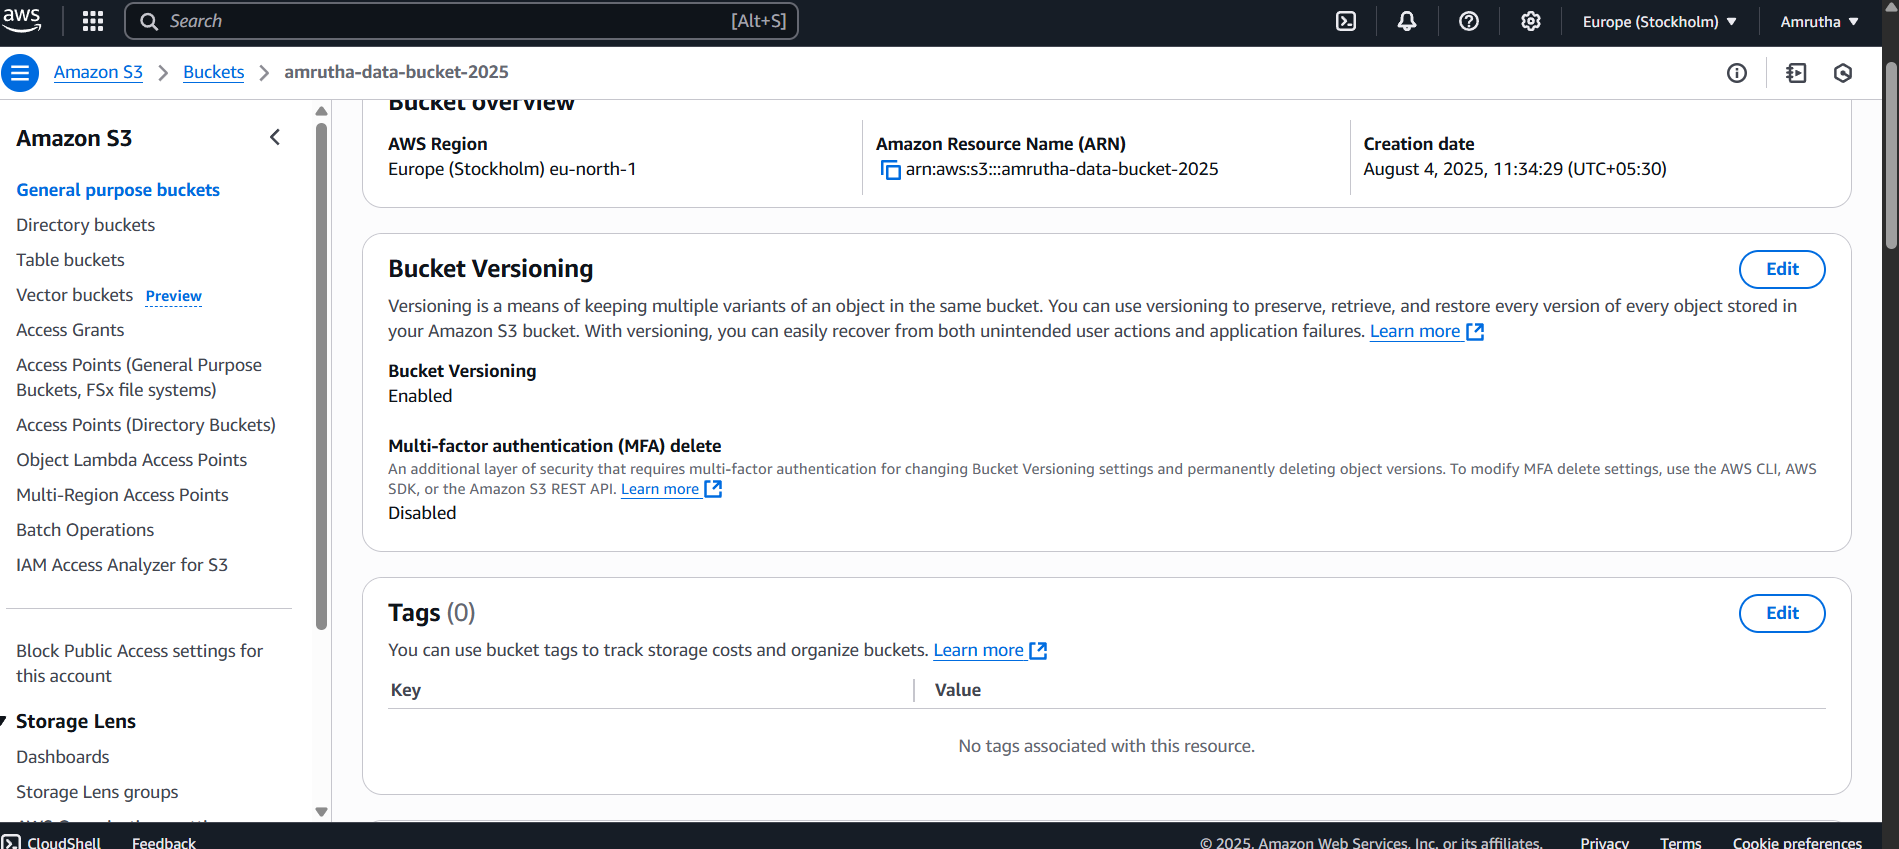 aws
Search
[Alt+S]
Europe (Stockholm)
Amrutha
Amazon S3
Buckets
amrutha-data-bucket-2025
Amazon S3
General purpose buckets
Directory buckets
Table buckets
Vector buckets Preview
Access Grants
Access Points (General Purpose
Buckets, FSx file systems)
Access Points (Directory Buckets)
Object Lambda Access Points
Multi-Region Access Points
Batch Operations
IAM Access Analyzer for S3
Block Public Access settings for
this account
Storage Lens
Dashboards
Storage Lens groups
Bucket overview
AWS Region
Europe (Stockholm) eu-north-1
Amazon Resource Name (ARN)
arn:aws:s3:::amrutha-data-bucket-2025
Creation date
August 4, 2025, 11:34:29 (UTC+05:30)
Bucket Versioning
Edit
Versioning is a means of keeping multiple variants of an object in the same bucket. You can use versioning to preserve, retrieve, and restore every version of every object stored in
your Amazon S3 bucket. With versioning, you can easily recover from both unintended user actions and application failures. Learn more
Bucket Versioning
Enabled
Multi-factor authentication (MFA) delete
An additional layer of security that requires multi-factor authentication for changing Bucket Versioning settings and permanently deleting object versions. To modify MFA delete settings, use the AWS CLI, AWS
SDK, or the Amazon S3 REST API. Learn more
Disabled
Tags (0)
Edit
You can use bucket tags to track storage costs and organize buckets. Learn more
Key
Value
No tags associated with this resource.
CloudShell
Feedback
© 2025, Amazon Web Services, Inc. or its affiliates.
Privacy
Terms
Cookie preferences